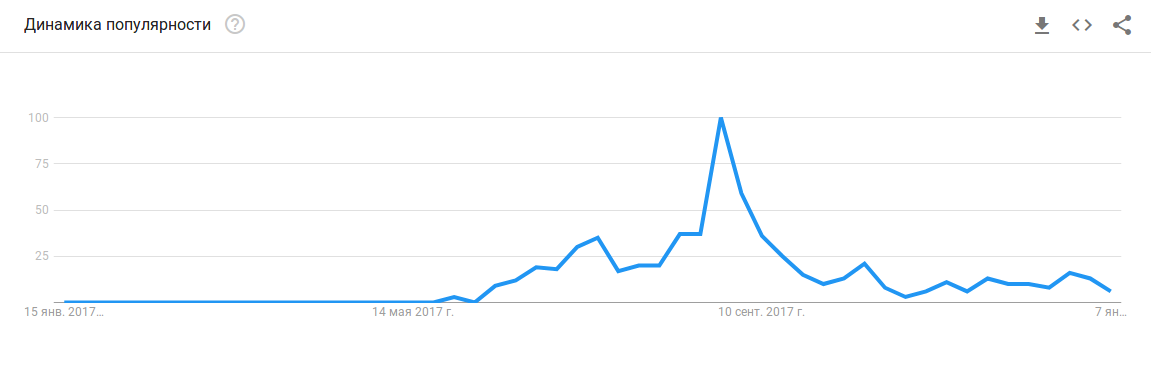 Динамика популярности ?
100
75
50
25
15 янв. 2017…
14 мая 2017 г.
10 сент. 2017 г.
7 ян…